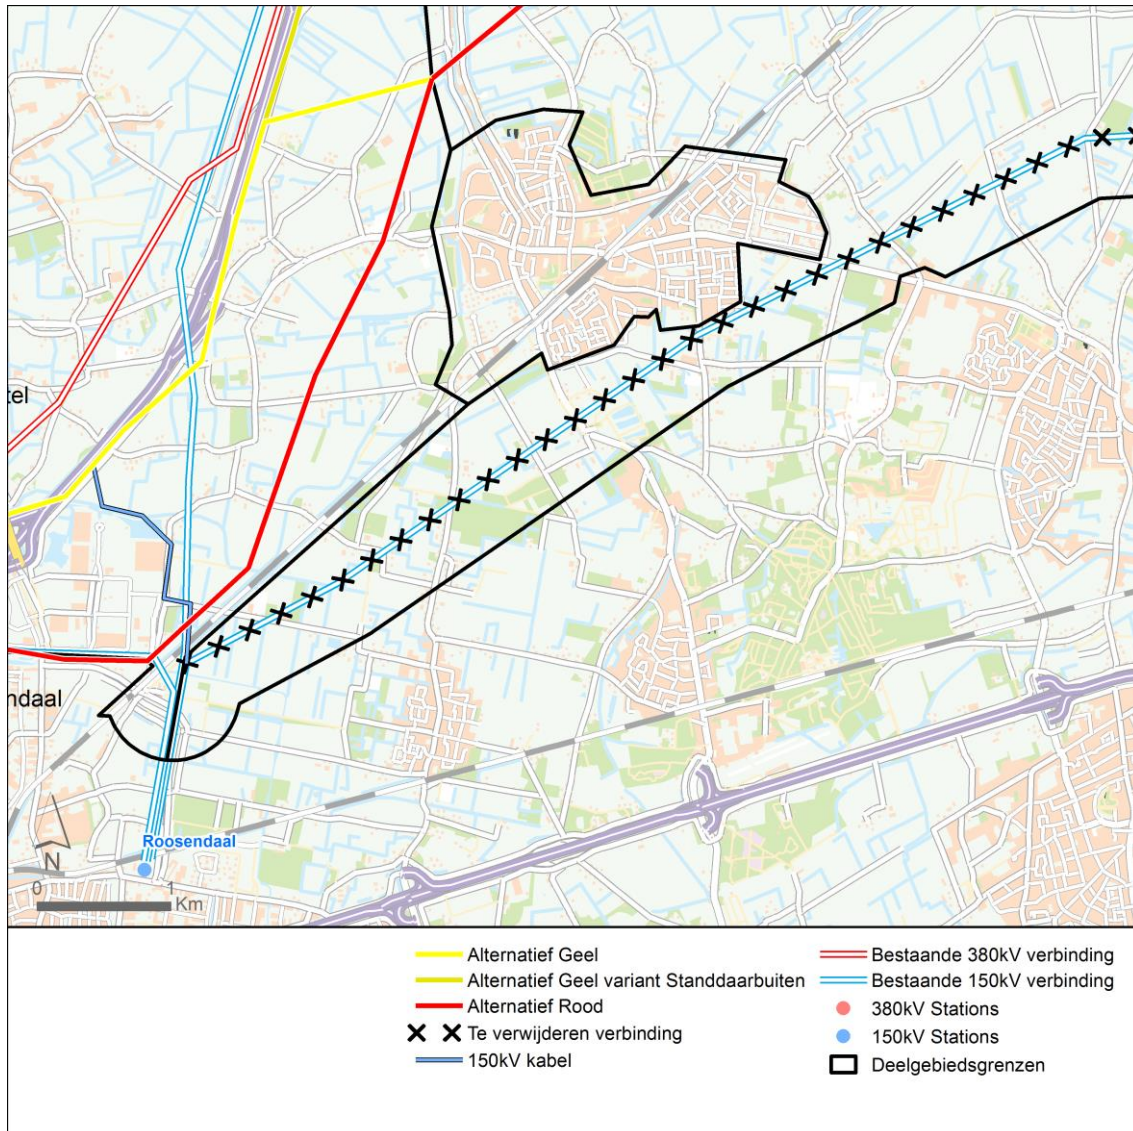 tel
ndaal
Roosendaal
N
0 1
Km
Alternatief Geel
Alternatief Geel variant Standdaarbuiten
Alternatief Rood
Te verwijderen verbinding
150kV kabel
Bestaande 380kV verbinding
Bestaande 150kV verbinding
380kV Stations
150kV Stations
Deelgebiedsgrenzen